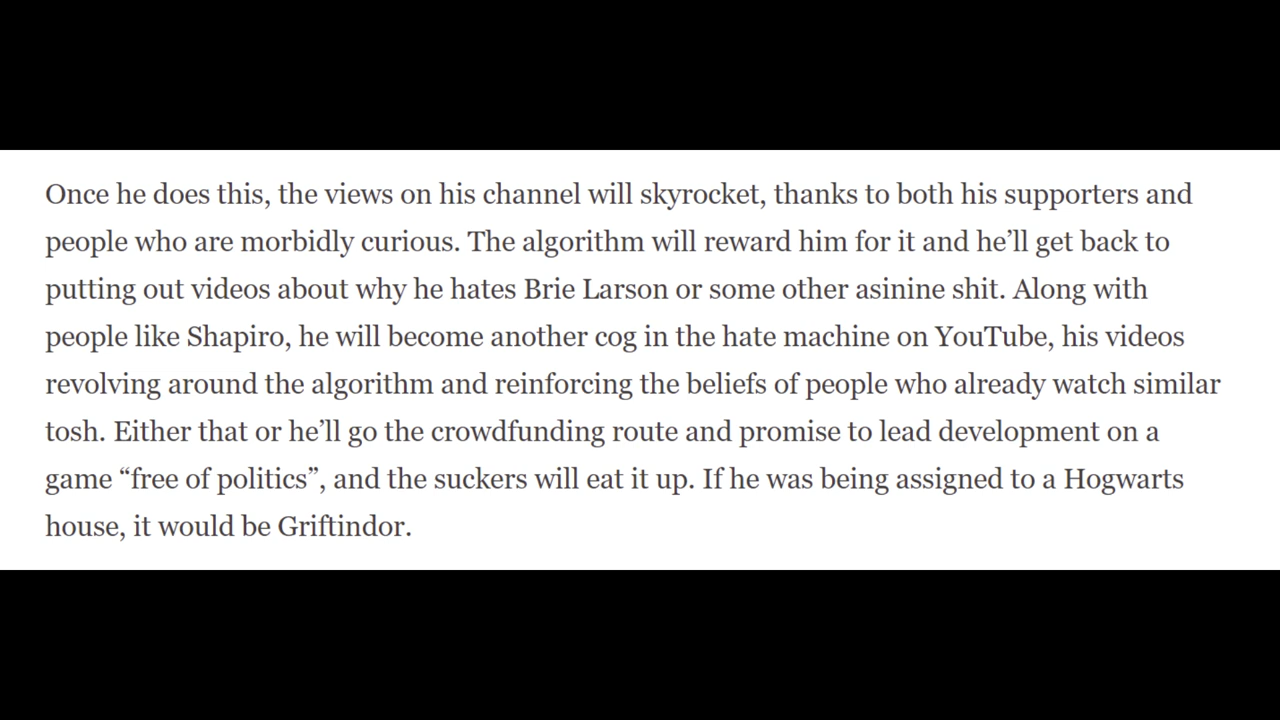 Once he does this, the views on his channel will skyrocket, thanks to both his supporters and
people who are morbidly curious. The algorithm will reward him for it and he’ll get back to
putting out videos about why he hates Brie Larson or some other asinine shit. Along with
people like Shapiro, he will become another cog in the hate machine on YouTube, his videos
revolving around the algorithm and reinforcing the beliefs of people who already watch similar
tosh. Either that or he’ll go the crowdfunding route and promise to lead development on a
game “free of politics”, and the suckers will eat it up. If he was being assigned to a Hogwarts
house, it would be Griftindor.